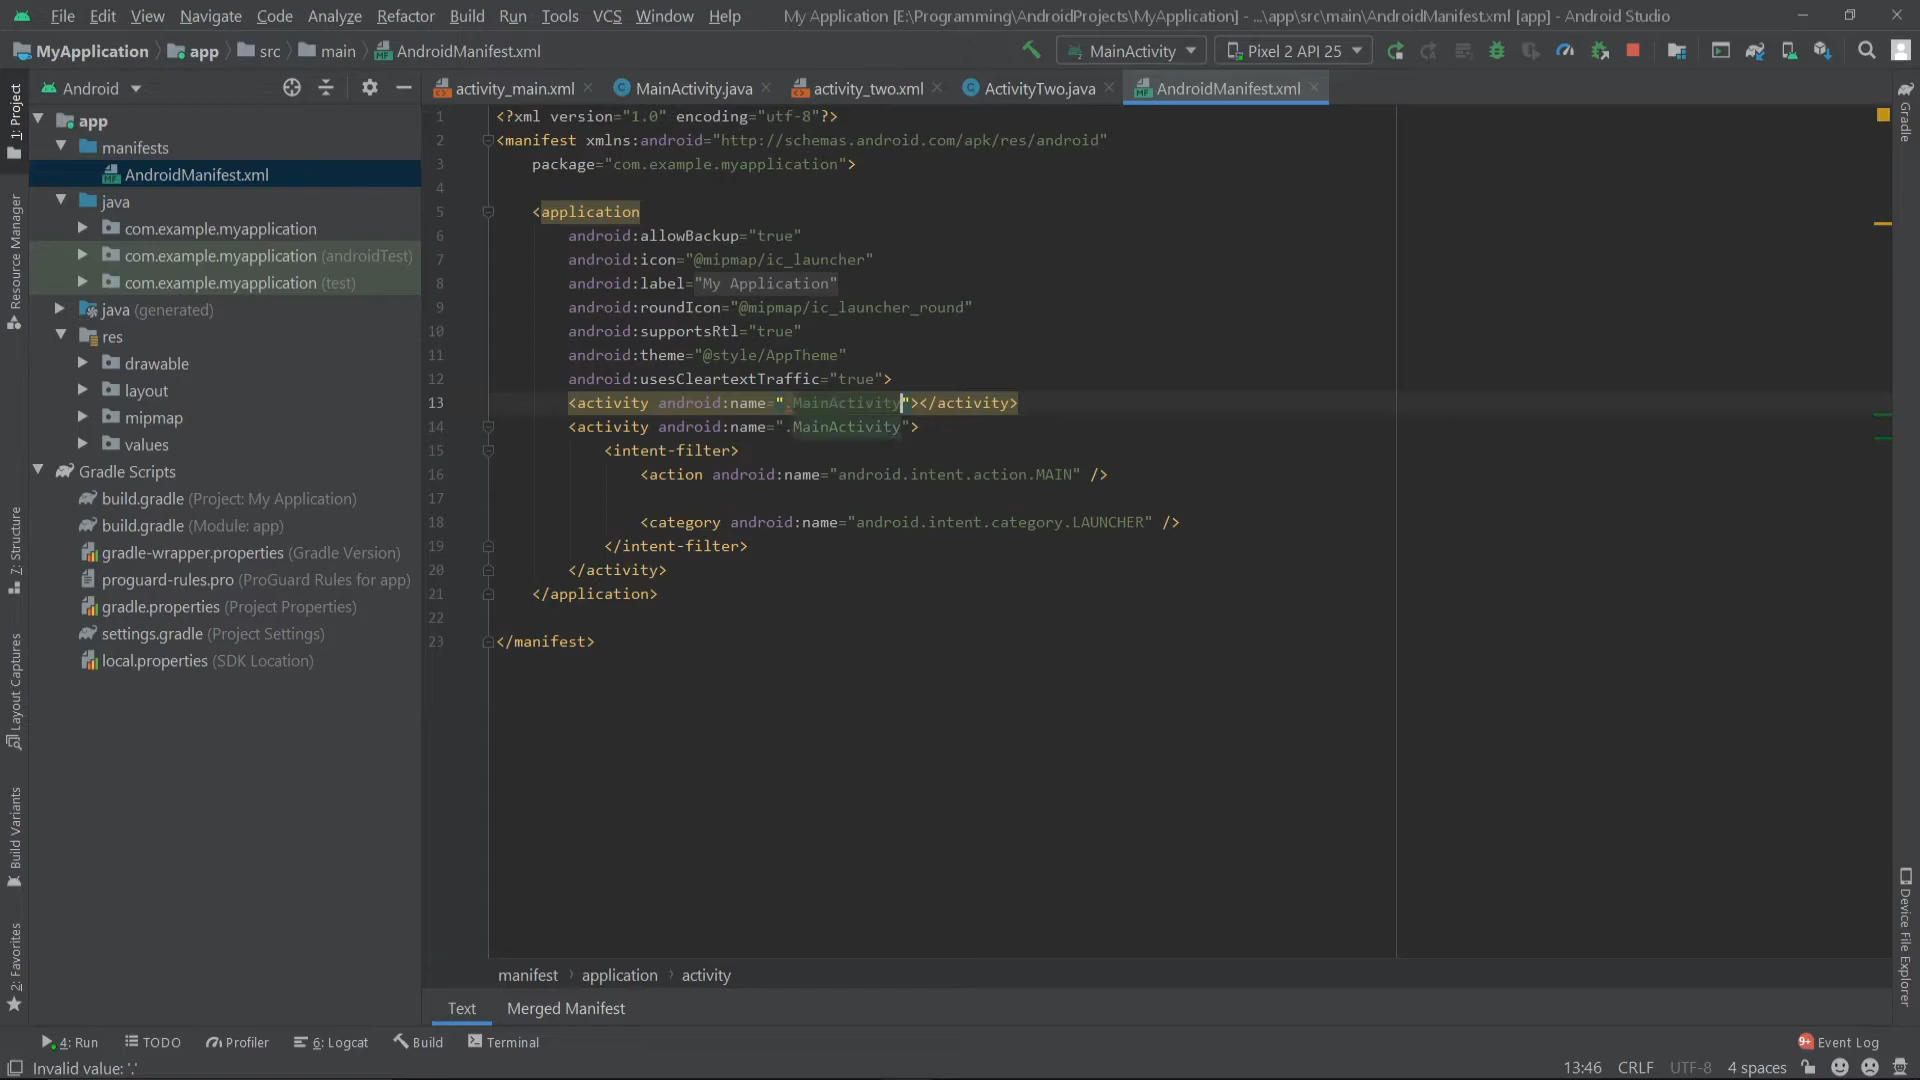 File Edit View Navigate Code Analyze Refactor Build Run Tools VCS Window Help My Application [E:\Programming\AndroidProjects\MyApplication] - ...\app\src\main\AndroidManifest.xml [app] - Android Studio
MyApplication app src main AndroidManifest.xml MainActivity Pixel 2 API 25
Android activity_main.xml MainActivity.java activity_two.xml ActivityTwo.java AndroidManifest.xml
1: Project
Resource Manager
7: Structure
Layout Captures
Build Variants
2: Favorites
app
manifests
AndroidManifest.xml
java
com.example.myapplication
com.example.myapplication (androidTest)
com.example.myapplication (test)
java (generated)
res
drawable
layout
mipmap
values
Gradle Scripts
build.gradle (Project: My Application)
build.gradle (Module: app)
gradle-wrapper.properties (Gradle Version)
proguard-rules.pro (ProGuard Rules for app)
gradle.properties (Project Properties)
settings.gradle (Project Settings)
local.properties (SDK Location)
1 <?xml version="1.0" encoding="utf-8"?>
2 <manifest xmlns:android="http://schemas.android.com/apk/res/android"
3 package="com.example.myapplication">
4
5 <application
6 android:allowBackup="true"
7 android:icon="@mipmap/ic_launcher"
8 android:label="My Application"
9 android:roundIcon="@mipmap/ic_launcher_round"
10 android:supportsRtl="true"
11 android:theme="@style/AppTheme"
12 android:usesCleartextTraffic="true">
13 <activity android:name=".MainActivity"></activity>
14 <activity android:name=".MainActivity">
15 <intent-filter>
16 <action android:name="android.intent.action.MAIN" />
17
18 <category android:name="android.intent.category.LAUNCHER" />
19 </intent-filter>
20 </activity>
21 </application>
22
23 </manifest>
Gradle
Device File Explorer
manifest application activity
Text Merged Manifest
4: Run TODO Profiler 6: Logcat Build Terminal 9+ Event Log
Invalid value: '.' 13:46 CRLF UTF-8 4 spaces